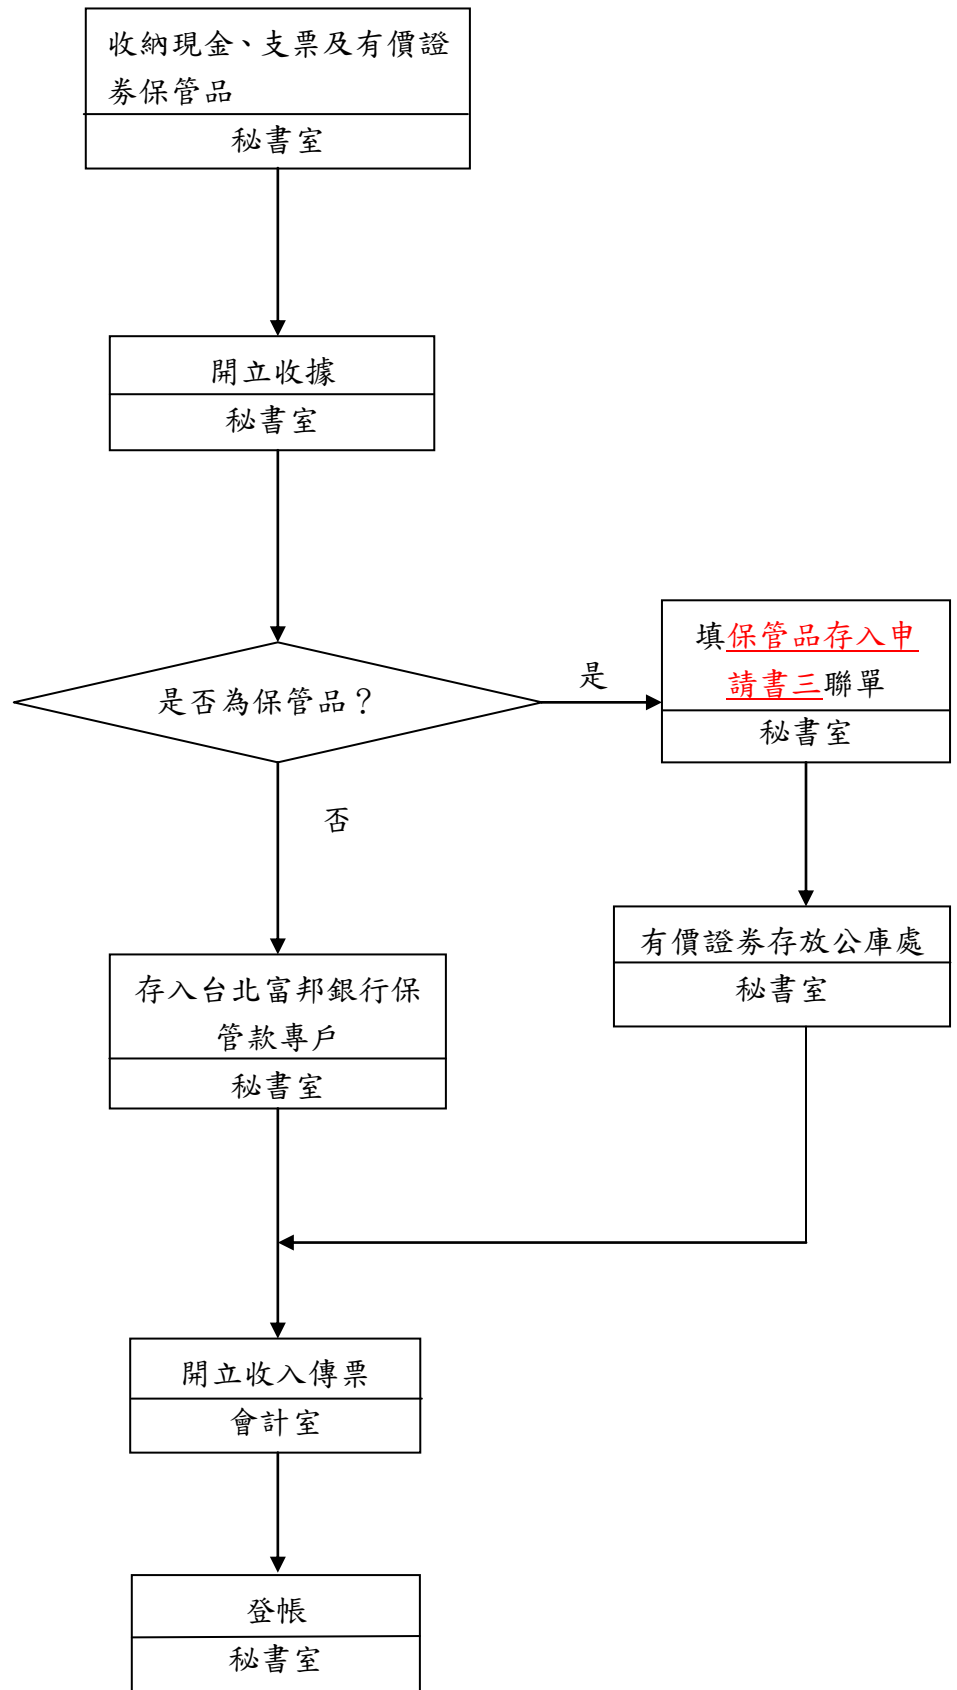 收納現金、支票及有價證
券保管品
秘書室
開立收據
秘書室
是否為保管品？
是
填保管品存入申
請書三聯單
秘書室
否
有價證券存放公庫處
秘書室
存入台北富邦銀行保
管款專戶
秘書室
開立收入傳票
會計室
登帳
秘書室